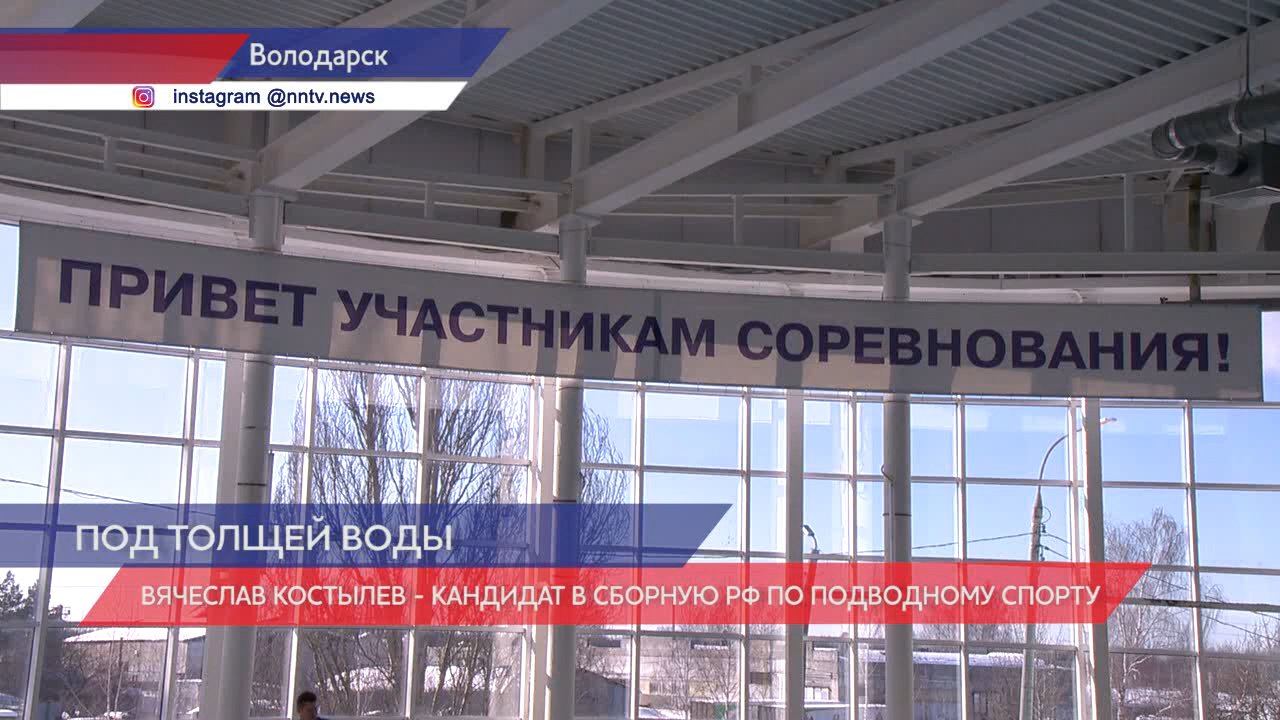 Володарск
instagram @nntv.news
ПРИВЕТ УЧАСТНИКАМ СОРЕВНОВАНИЯ!
ПОД ТОЛЩЕЙ ВОДЫ
ВЯЧЕСЛАВ КОСТЫЛЕВ - КАНДИДАТ В СБОРНУЮ РФ ПО ПОДВОДНОМУ СПОРТУ